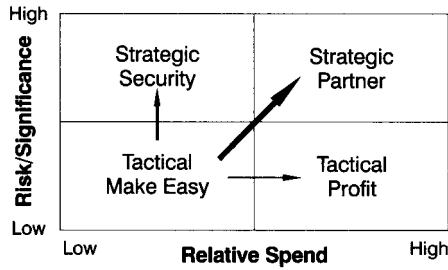 High
Strategic
Security
Strategic
Partner
Risk/Significance
Tactical
Make Easy
Tactical
Profit
Low
Low
High
Relative Spend